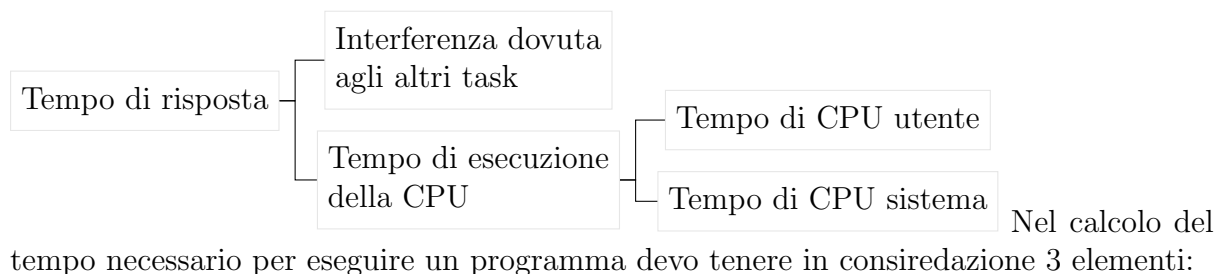 Interferenza dovuta
agli altri task
Tempo di risposta
Tempo di CPU utente
Tempo di esecuzione
della CPU
Tempo di CPU sistema
Nel calcolo del
tempo necessario per eseguire un programma devo tenere in consiredazione 3 elementi: